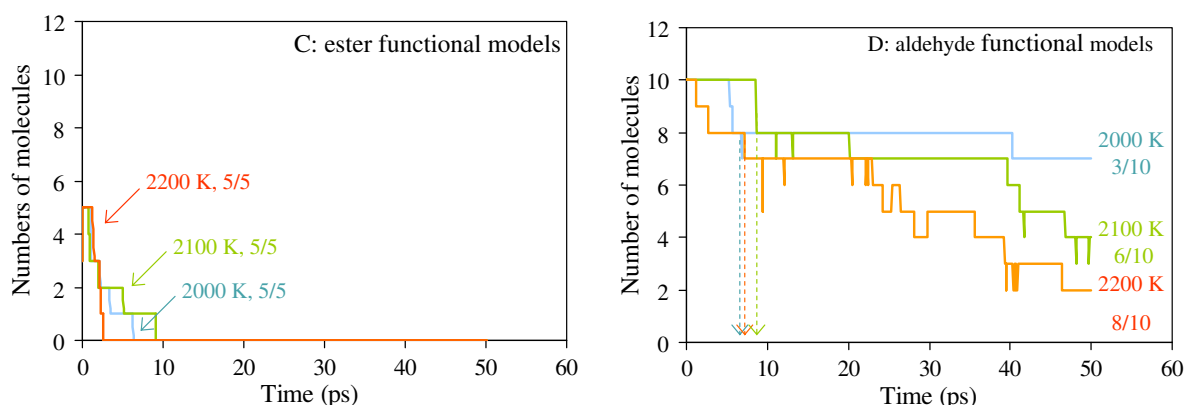 C: ester functional models
Numbers of molecules
12
10
8
6
4
2
0
2200 K, 5/5
2100 K, 5/5
2000 K, 5/5
0 10 20 30 40 50 60
Time (ps)
D: aldehyde functional models
Number of molecules
12
10
8
6
4
2
0
2000 K
3/10
2100 K
6/10
2200 K
8/10
0 10 20 30 40 50 60
Time (ps)